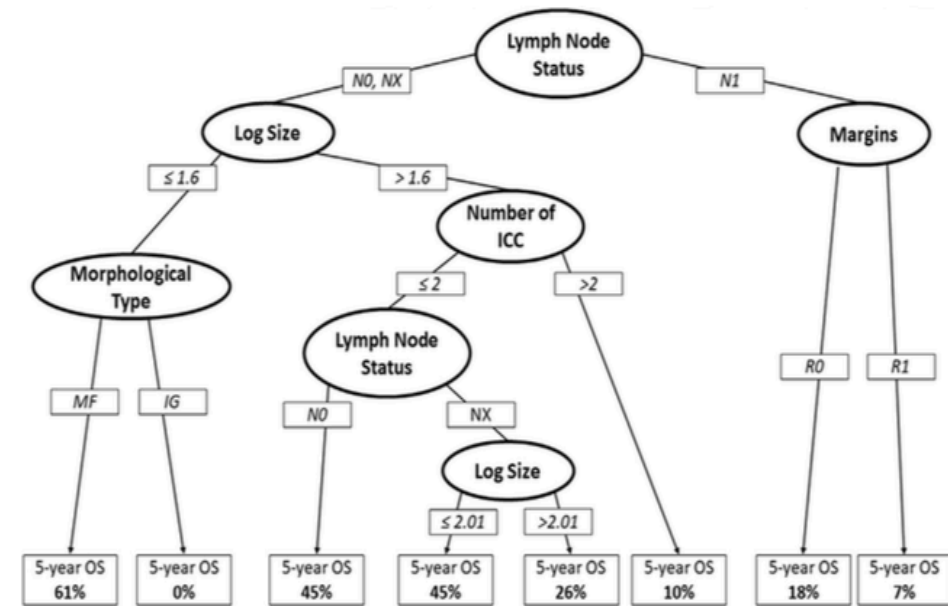 Lymph Node
Status
N0, NX
N1
Log Size
Margins
≤ 1.6
> 1.6
Number of
ICC
Morphological
Type
≤ 2
>2
Lymph Node
Status
R0
R1
MF
IG
N0
NX
Log Size
≤ 2.01
>2.01
5-year OS
61%
5-year OS
0%
5-year OS
45%
5-year OS
45%
5-year OS
26%
5-year OS
10%
5-year OS
18%
5-year OS
7%